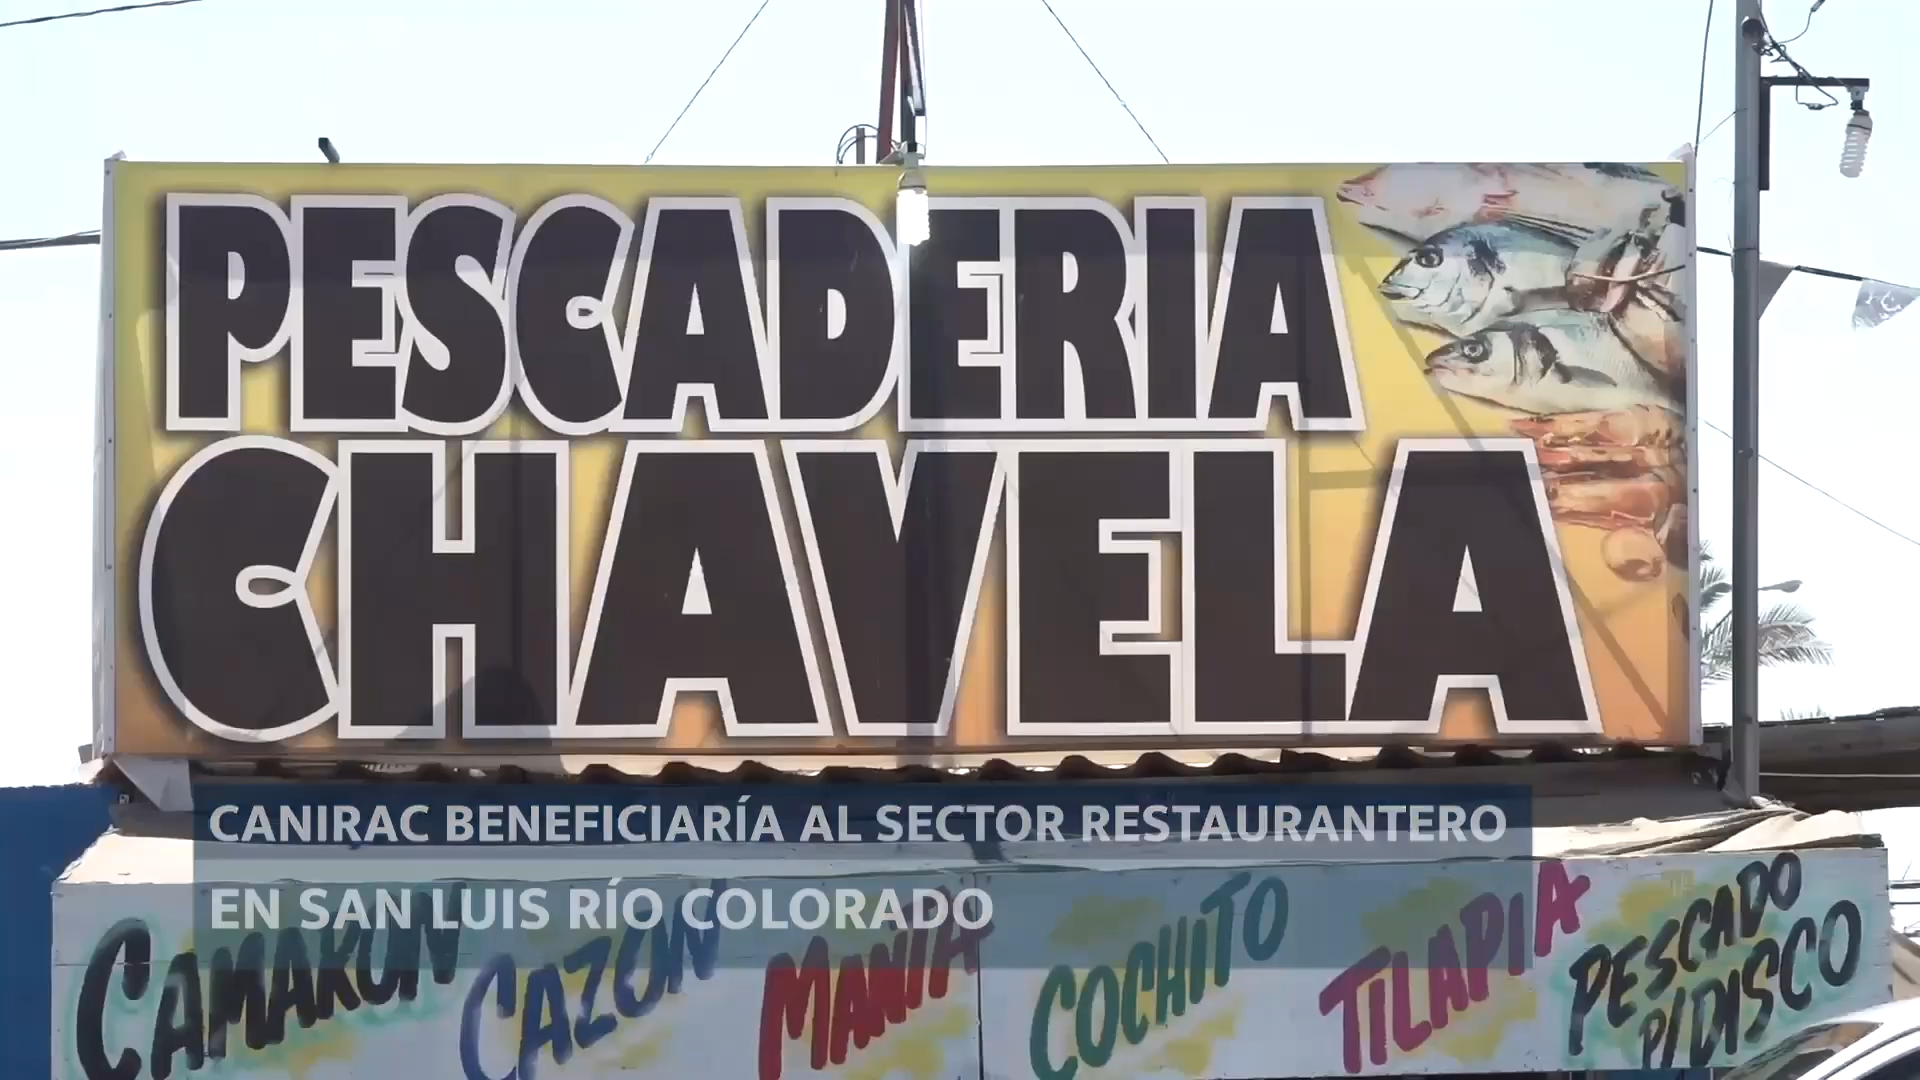 PESCADERIA
CHAVELA
CANIRAC BENEFICIARÍA AL SECTOR RESTAURANTERO
EN SAN LUIS RÍO COLORADO
CAMARON CAZON MANTA COCHITO TILAPIA PESCADO
P/DISCO